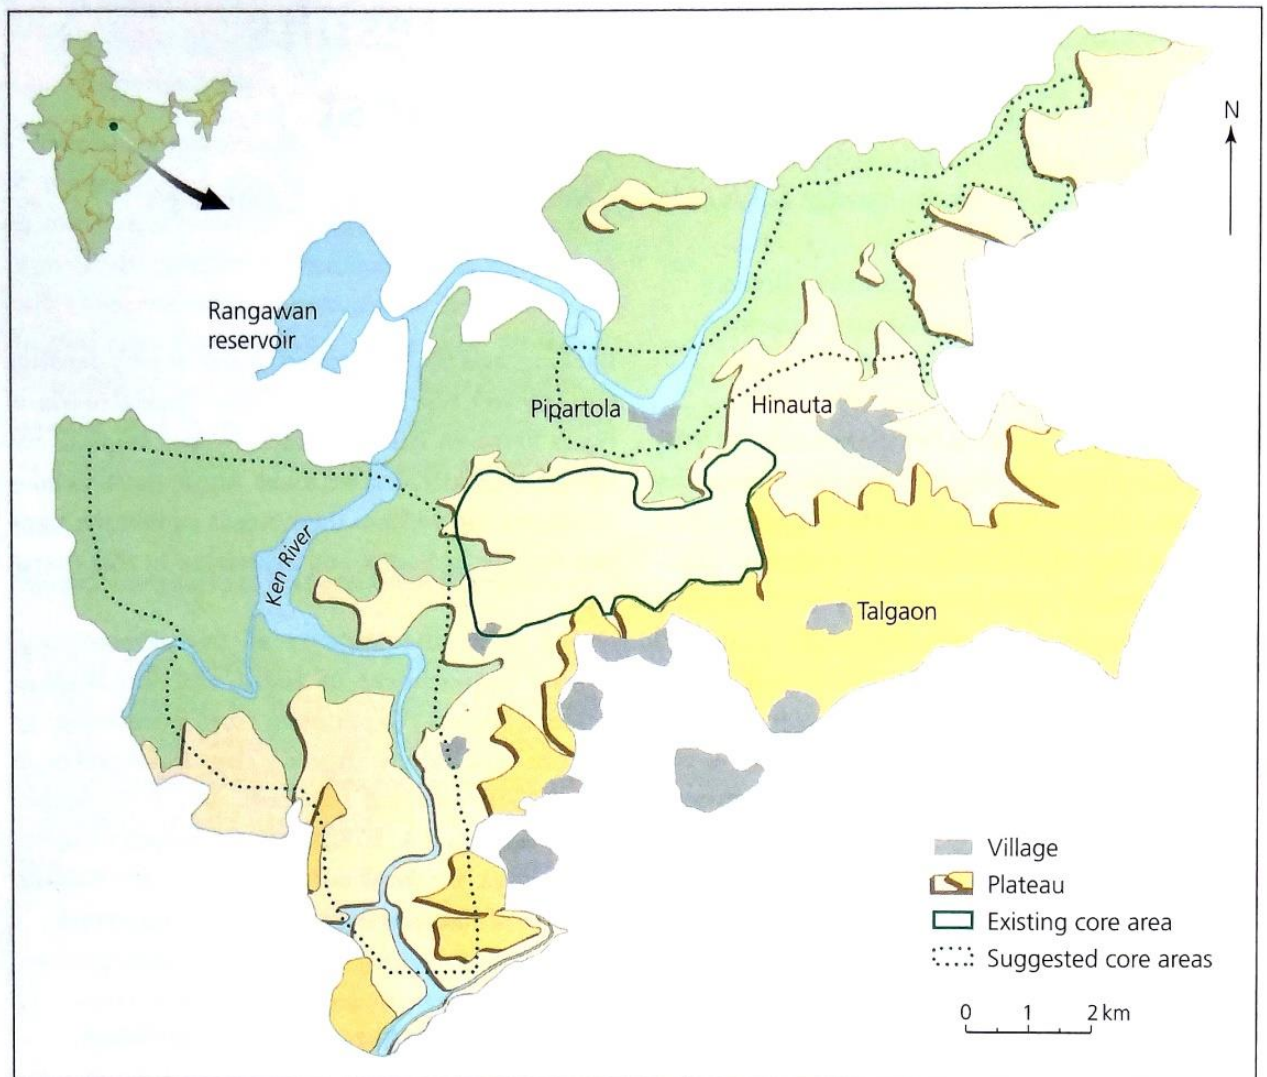 N
Rangawan
reservoir
Pipartola
Hinauta
Ken River
Talgaon
Village
Plateau
Existing core area
Suggested core areas
0 1 2 km